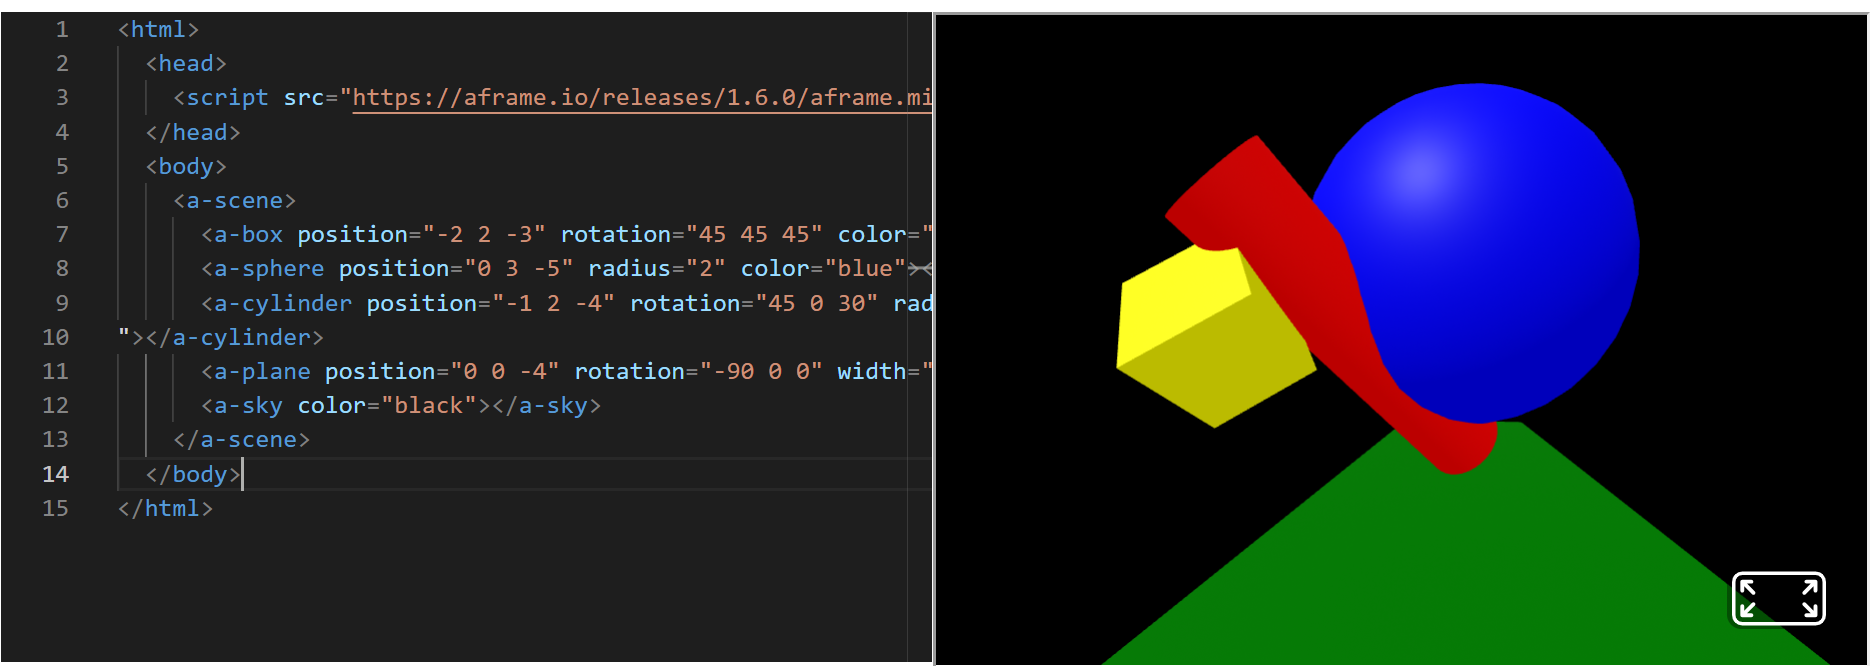 1 <html>
2 <head>
3 <script src="https://aframe.io/releases/1.6.0/aframe.mi
4 </head>
5 <body>
6 <a-scene>
7 <a-box position="-2 2 -3" rotation="45 45 45" color="
8 <a-sphere position="0 3 -5" radius="2" color="blue"><
9 <a-cylinder position="-1 2 -4" rotation="45 0 30" rad
10 "></a-cylinder>
11 <a-plane position="0 0 -4" rotation="-90 0 0" width="
12 <a-sky color="black"></a-sky>
13 </a-scene>
14 </body>
15 </html>